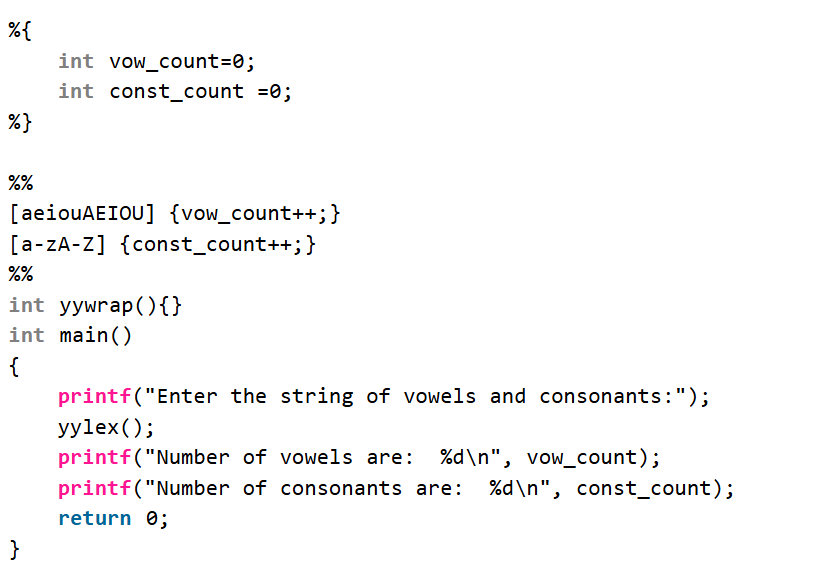 %{
    int vow_count=0;
    int const_count =0;
%}

%%
[aeiouAEIOU] {vow_count++;}
[a-zA-Z] {const_count++;}
%%
int yywrap(){}
int main()
{
    printf("Enter the string of vowels and consonants:");
    yylex();
    printf("Number of vowels are:  %d\n", vow_count);
    printf("Number of consonants are:  %d\n", const_count);
    return 0;
}